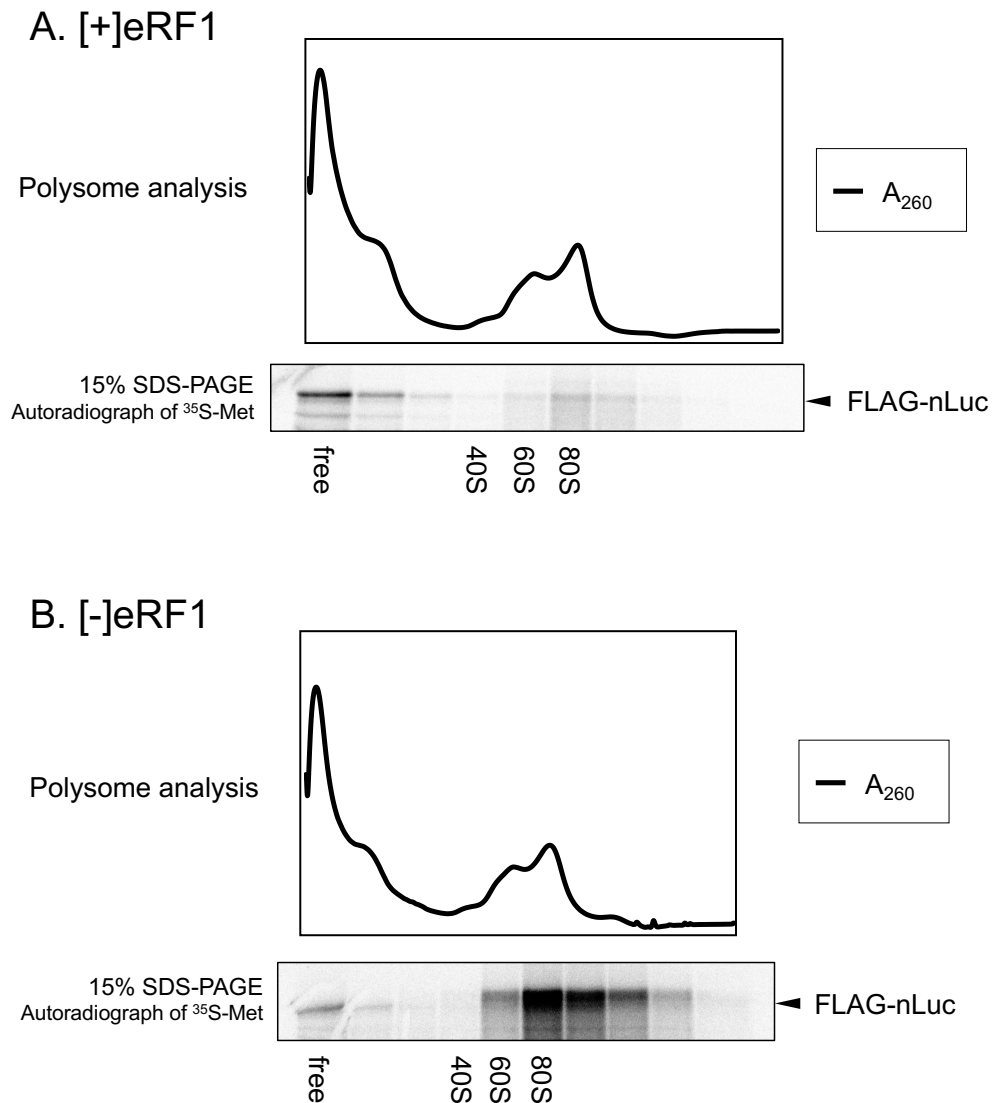 A. [+]eRF1
Polysome analysis
A260
15% SDS-PAGE
Autoradiograph of 35S-Met
FLAG-nLuc
free
40S
60S
80S
B. [-]eRF1
Polysome analysis
A260
15% SDS-PAGE
Autoradiograph of 35S-Met
FLAG-nLuc
free
40S
60S
80S